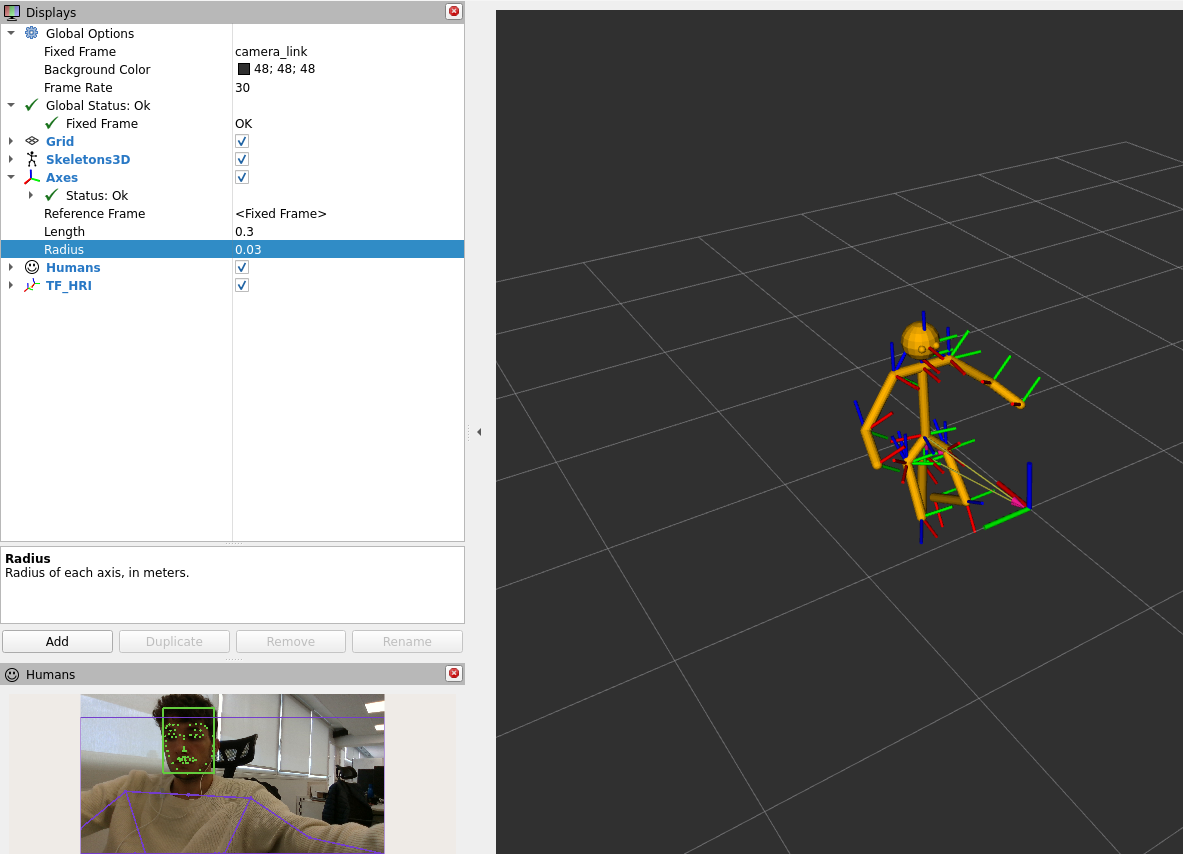 Displays
Global Options
Fixed Frame camera_link
Background Color 48; 48; 48
Frame Rate 30
Global Status: Ok
Fixed Frame OK
Grid
Skeletons3D
Axes
Status: Ok
Reference Frame <Fixed Frame>
Length 0.3
Radius 0.03
Humans
TF_HRI
Radius
Radius of each axis, in meters.
Add Duplicate Remove Rename
Humans